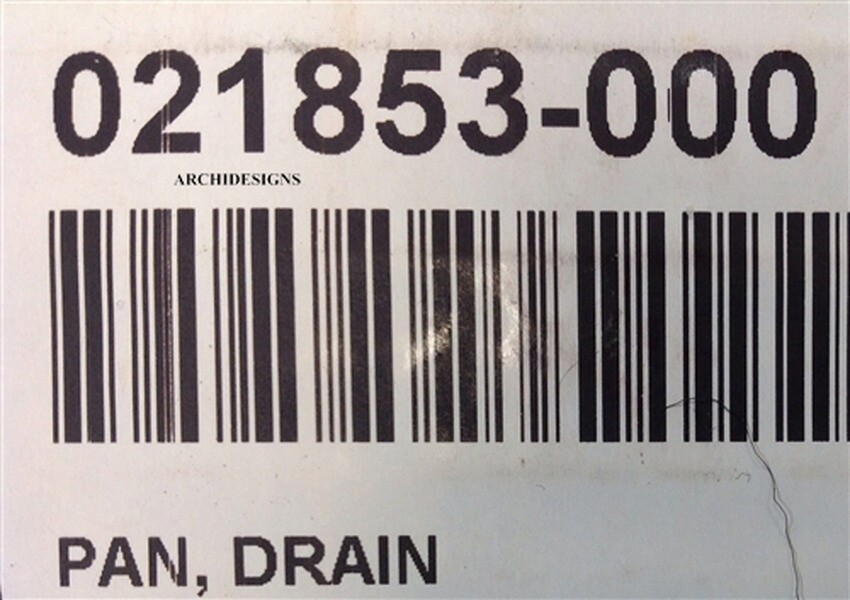 021853-000
ARCHIDESIGNS
PAN, DRAIN